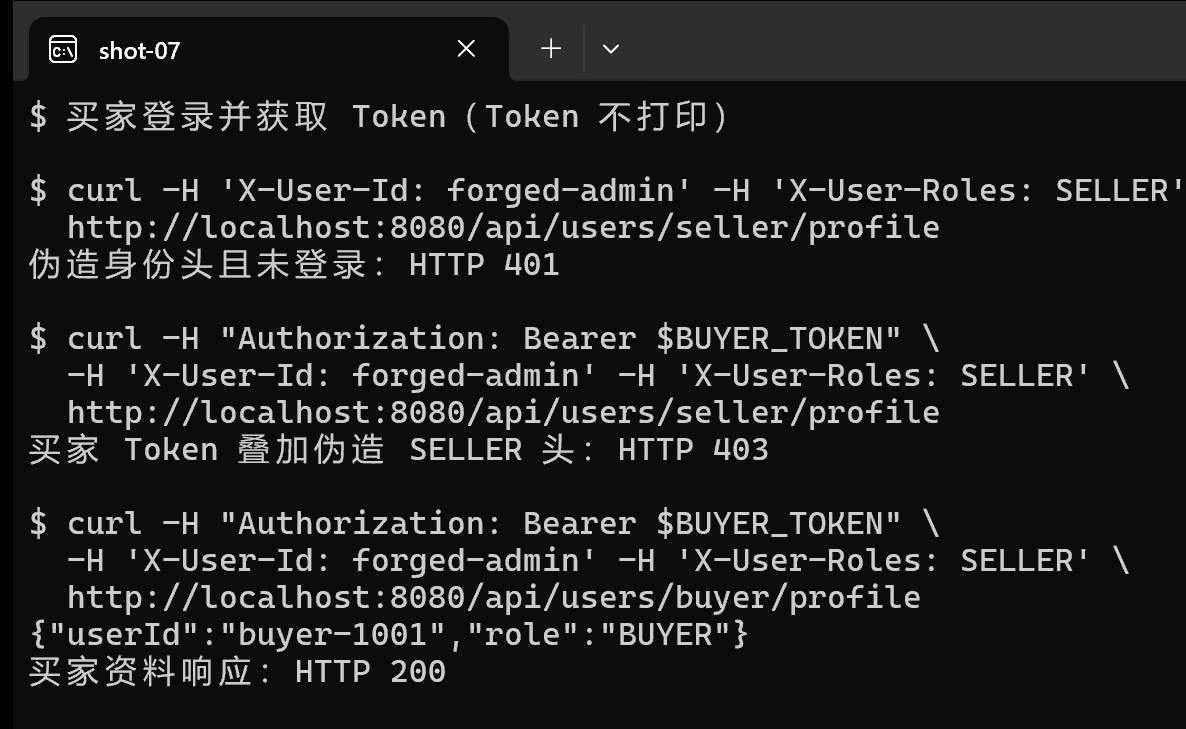 shot-07
$ 买家登录并获取 Token（Token 不打印）
$ curl -H 'X-User-Id: forged-admin' -H 'X-User-Roles: SELLER'
http://localhost:8080/api/users/seller/profile
伪造身份头且未登录：HTTP 401
$ curl -H "Authorization: Bearer $BUYER_TOKEN" \
-H 'X-User-Id: forged-admin' -H 'X-User-Roles: SELLER' \
http://localhost:8080/api/users/seller/profile
买家 Token 叠加伪造 SELLER 头：HTTP 403
$ curl -H "Authorization: Bearer $BUYER_TOKEN" \
-H 'X-User-Id: forged-admin' -H 'X-User-Roles: SELLER' \
http://localhost:8080/api/users/buyer/profile
{"userId":"buyer-1001","role":"BUYER"}
买家资料响应：HTTP 200